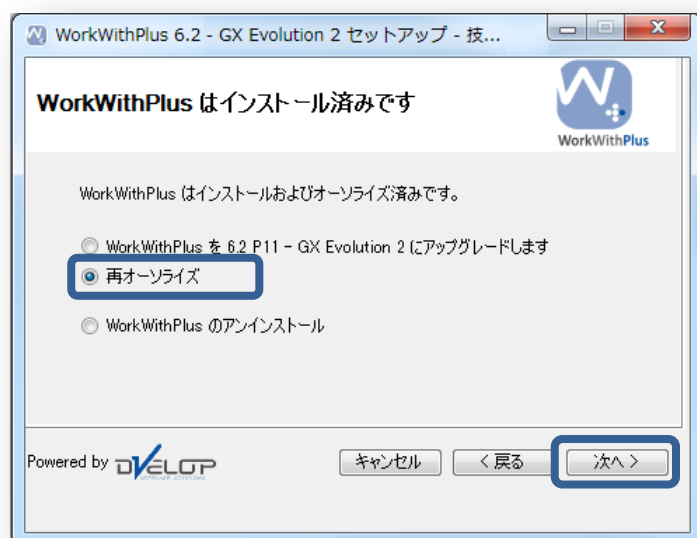 WorkWithPlus 6.2 - GX Evolution 2 セットアップ - 技...
WorkWithPlus はインストール済みです
WorkWithPlus
WorkWithPlus はインストールおよびオーソライズ済みです。
WorkWithPlus を 6.2 P11 - GX Evolution 2 にアップグレードします
再オーソライズ
WorkWithPlus のアンインストール
Powered by DVELOP
キャンセル
< 戻る
次へ >